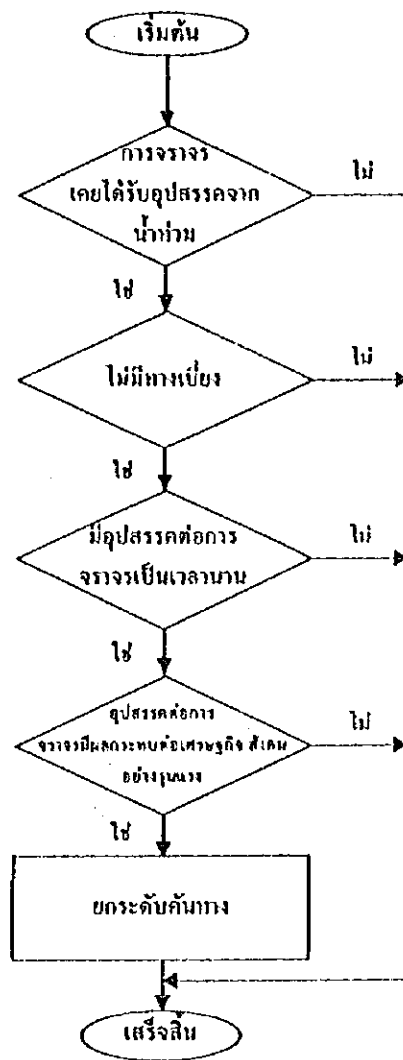 เริ่มต้น
การจราจร
เคยได้รับอุปสรรคจาก
น้ำท่วม
ไม่
ใช่
ไม่มีทางเบี่ยง
ไม่
ใช่
มีอุปสรรคต่อการ
จราจรเป็นเวลานาน
ไม่
ใช่
อุปสรรคต่อการ
จราจรมีผลกระทบต่อเศรษฐกิจ สังคม
อย่างรุนแรง
ไม่
ใช่
ยกระดับคันทาง
เสร็จสิ้น